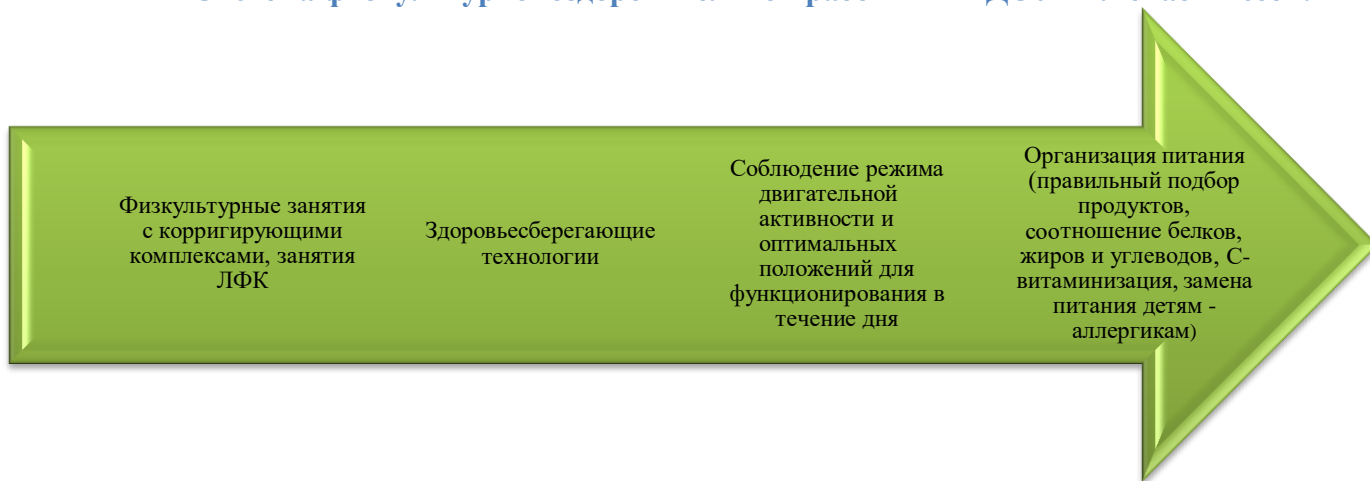 Физкультурные занятия
с корригирующими
комплексами, занятия
ЛФК
Здоровьесберегающие
технологии
Соблюдение режима
двигательной
активности и
оптимальных
положений для
функционирования в
течение дня
Организация питания
(правильный подбор
продуктов,
соотношение белков,
жиров и углеводов, С-
витаминизация, замена
питания детям -
аллергикам)